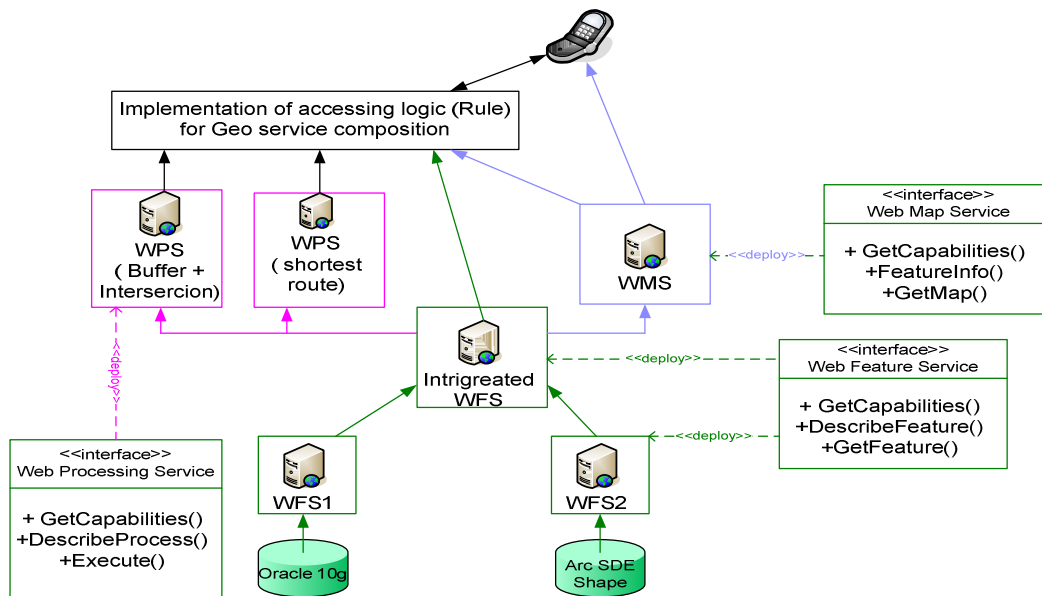 Implementation of accessing logic (Rule)
for Geo service composition
WPS
( Buffer +
Intersercion)
WPS
( shortest
route)
WMS
<<deploy>>
<<interface>>
Web Map Service
+ GetCapabilities()
+FeatureInfo()
+GetMap()
<<deploy>>
Intrigreated
WFS
<<deploy>>
<<interface>>
Web Feature Service
+ GetCapabilities()
+DescribeFeature()
+GetFeature()
<<deploy>>
<<interface>>
Web Processing Service
+ GetCapabilities()
+DescribeProcess()
+Execute()
WFS1
WFS2
Oracle 10g
Arc SDE
Shape